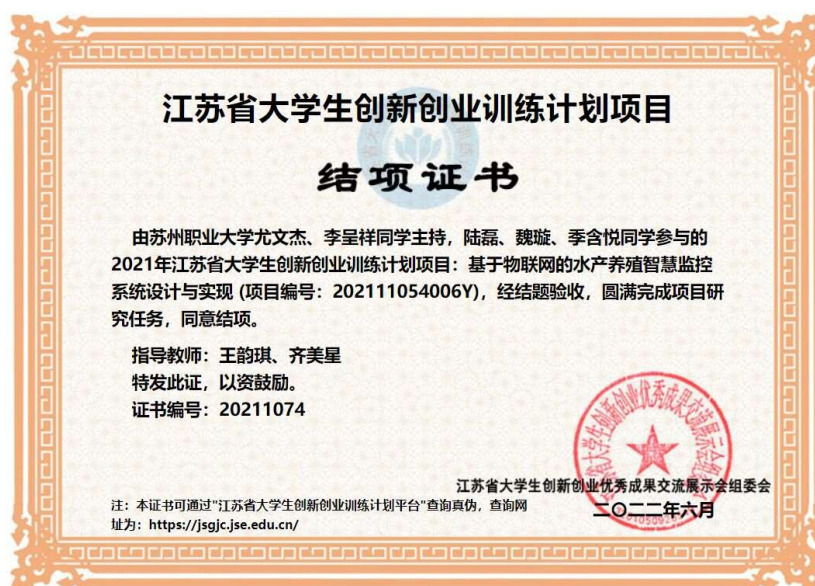 江苏省大学生创新创业训练计划项目
结项证书
由苏州职业大学尤文杰、李呈祥同学主持，陆磊、魏璇、季含悦同学参与的
2021年江苏省大学生创新创业训练计划项目：基于物联网的水产养殖智慧监控
系统设计与实现 (项目编号：202111054006Y)，经结题验收，圆满完成项目研
究任务，同意结项。
指导教师：王韵琪、齐美星
特发此证，以资鼓励。
证书编号：20211074
江苏省大学生创新创业优秀成果交流展示会组委会
二〇二二年六月
注：本证书可通过"江苏省大学生创新创业训练计划平台"查询真伪，查询网
址为：https://jsgjc.jse.edu.cn/